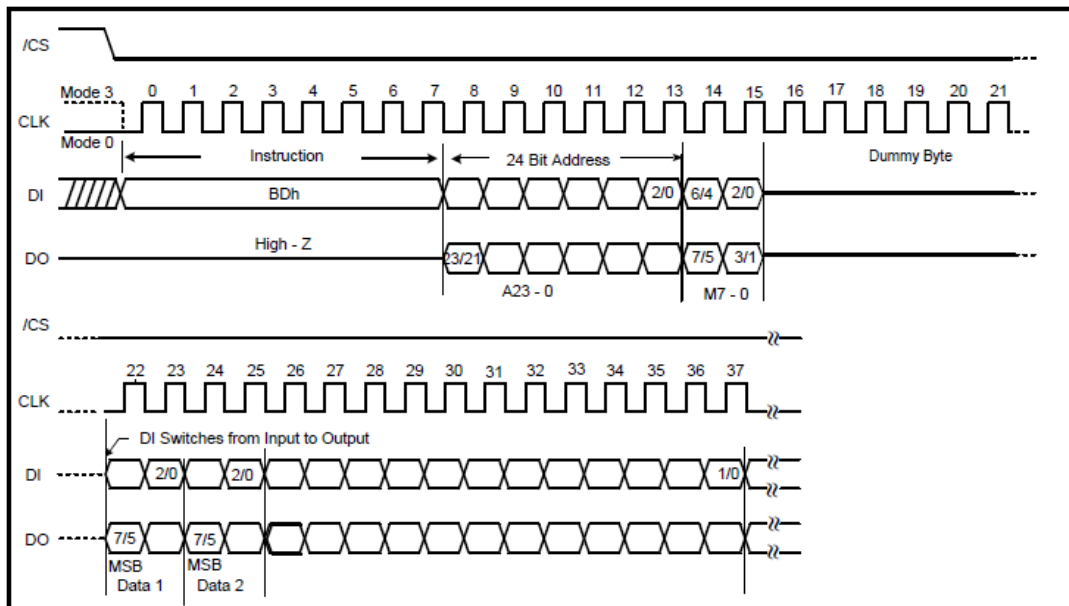 /CS
Mode 3 0 1 2 3 4 5 6 7 8 9 10 11 12 13 14 15 16 17 18 19 20 21
CLK
Mode 0
Instruction 24 Bit Address Dummy Byte
DI BDh 2/0 6/4 2/0
High - Z
DO 23/21 7/5 3/1
A23 - 0 M7 - 0
/CS
22 23 24 25 26 27 28 29 30 31 32 33 34 35 36 37
CLK
DI Switches from Input to Output
DI 2/0 2/0 1/0
DO 7/5 7/5
MSB MSB
Data 1 Data 2